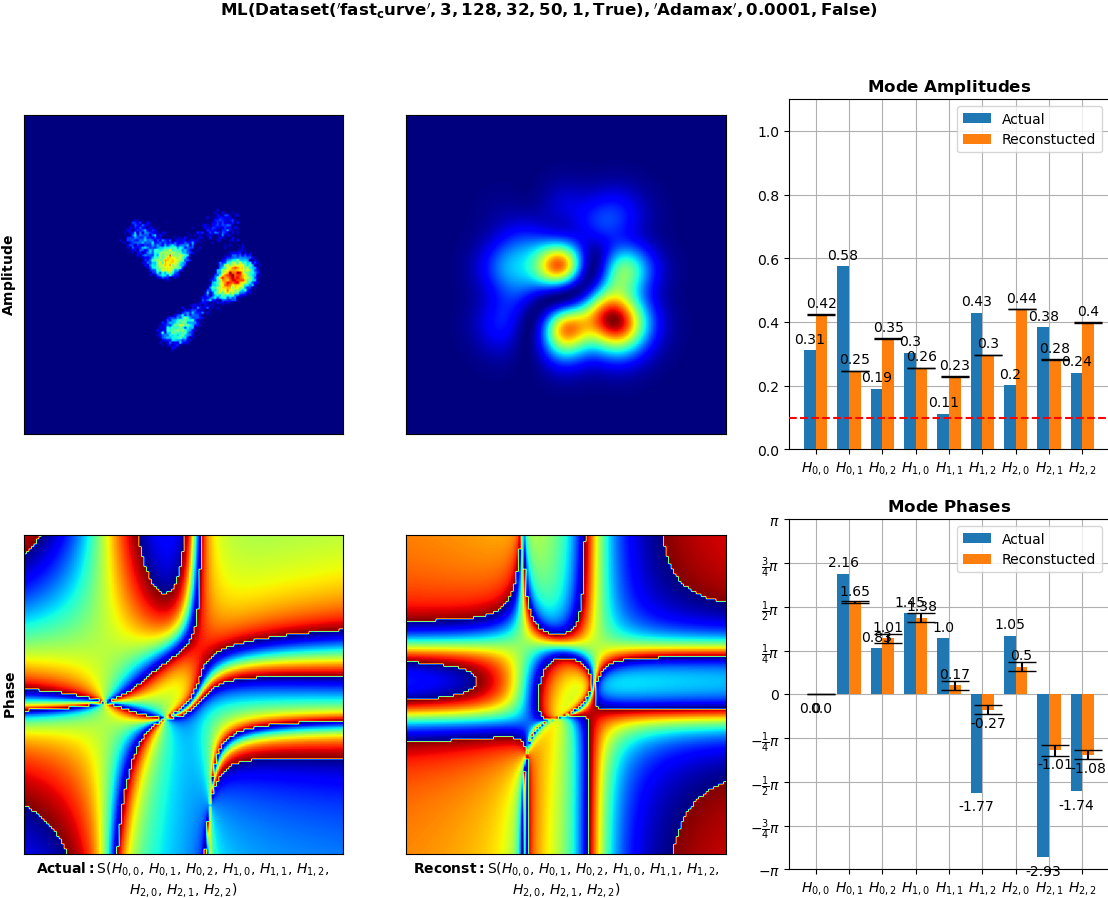 ML(Dataset('fast_curve', 3, 128, 32, 50, 1, True), 'Adamax', 0.0001, False)
Amplitude
Mode Amplitudes
Actual
Reconstucted
1.0
0.8
0.6
0.4
0.2
0.0
0.31 0.42 0.58 0.25 0.19 0.35 0.3 0.26 0.11 0.23 0.43 0.3 0.2 0.44 0.38 0.28 0.24 0.4
H0,0 H0,1 H0,2 H1,0 H1,1 H1,2 H2,0 H2,1 H2,2
Phase
Actual: S(H0,0, H0,1, H0,2, H1,0, H1,1, H1,2,
H2,0, H2,1, H2,2)
Reconst: S(H0,0, H0,1, H0,2, H1,0, H1,1, H1,2,
H2,0, H2,1, H2,2)
Mode Phases
Actual
Reconstucted
π
3/4π
1/2π
1/4π
0
−1/4π
−1/2π
−3/4π
−π
0.0 0.0 2.16 1.65 0.83 1.01 1.45 1.38 1.0 0.17 -1.77 -0.27 1.05 0.5 -2.93 -1.01 -1.74 -1.08
H0,0 H0,1 H0,2 H1,0 H1,1 H1,2 H2,0 H2,1 H2,2